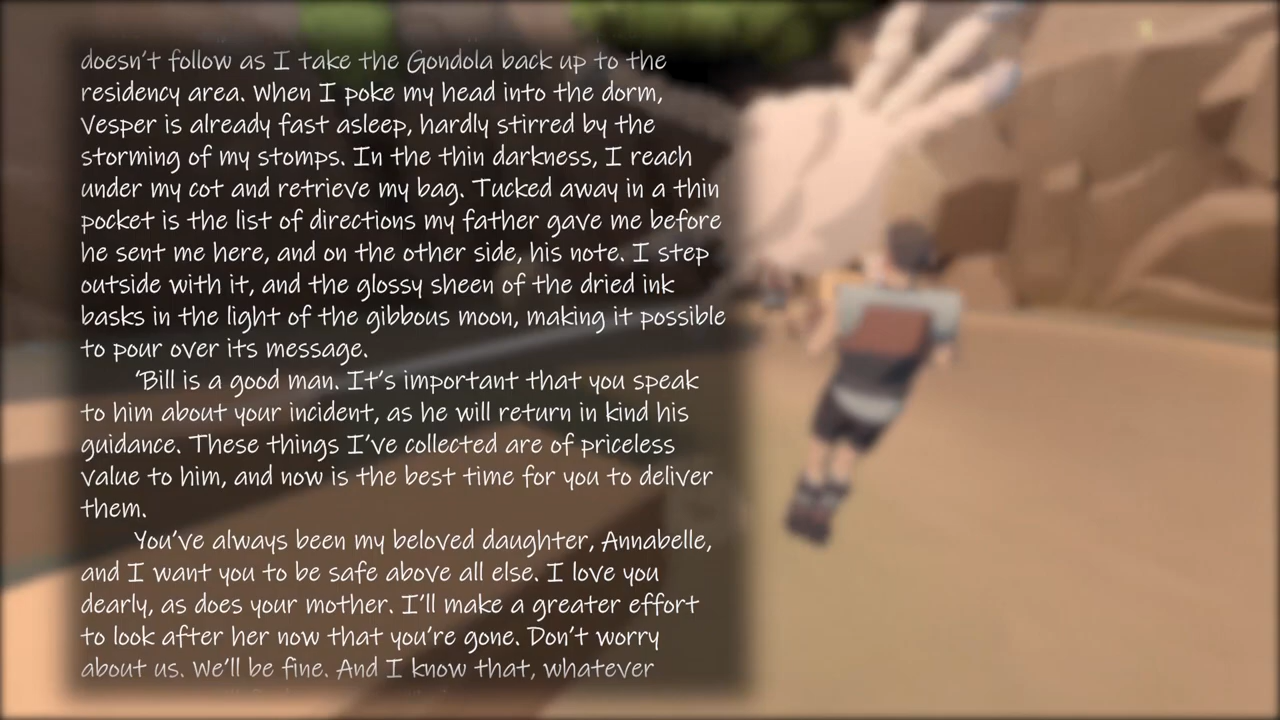 doesn't follow as I take the Gondola back up to the
residency area. When I poke my head into the dorm,
Vesper is already fast asleep, hardly stirred by the
storming of my stomps. In the thin darkness, I reach
under my cot and retrieve my bag. Tucked away in a thin
pocket is the list of directions my father gave me before
he sent me here, and on the other side, his note. I step
outside with it, and the glossy sheen of the dried ink
basks in the light of the gibbous moon, making it possible
to pour over its message.
'Bill is a good man. It's important that you speak
to him about your incident, as he will return in kind his
guidance. These things I've collected are of priceless
value to him, and now is the best time for you to deliver
them.
You've always been my beloved daughter, Annabelle,
and I want you to be safe above all else. I love you
dearly, as does your mother. I'll make a greater effort
to look after her now that you're gone. Don't worry
about us. We'll be fine. And I know that, whatever